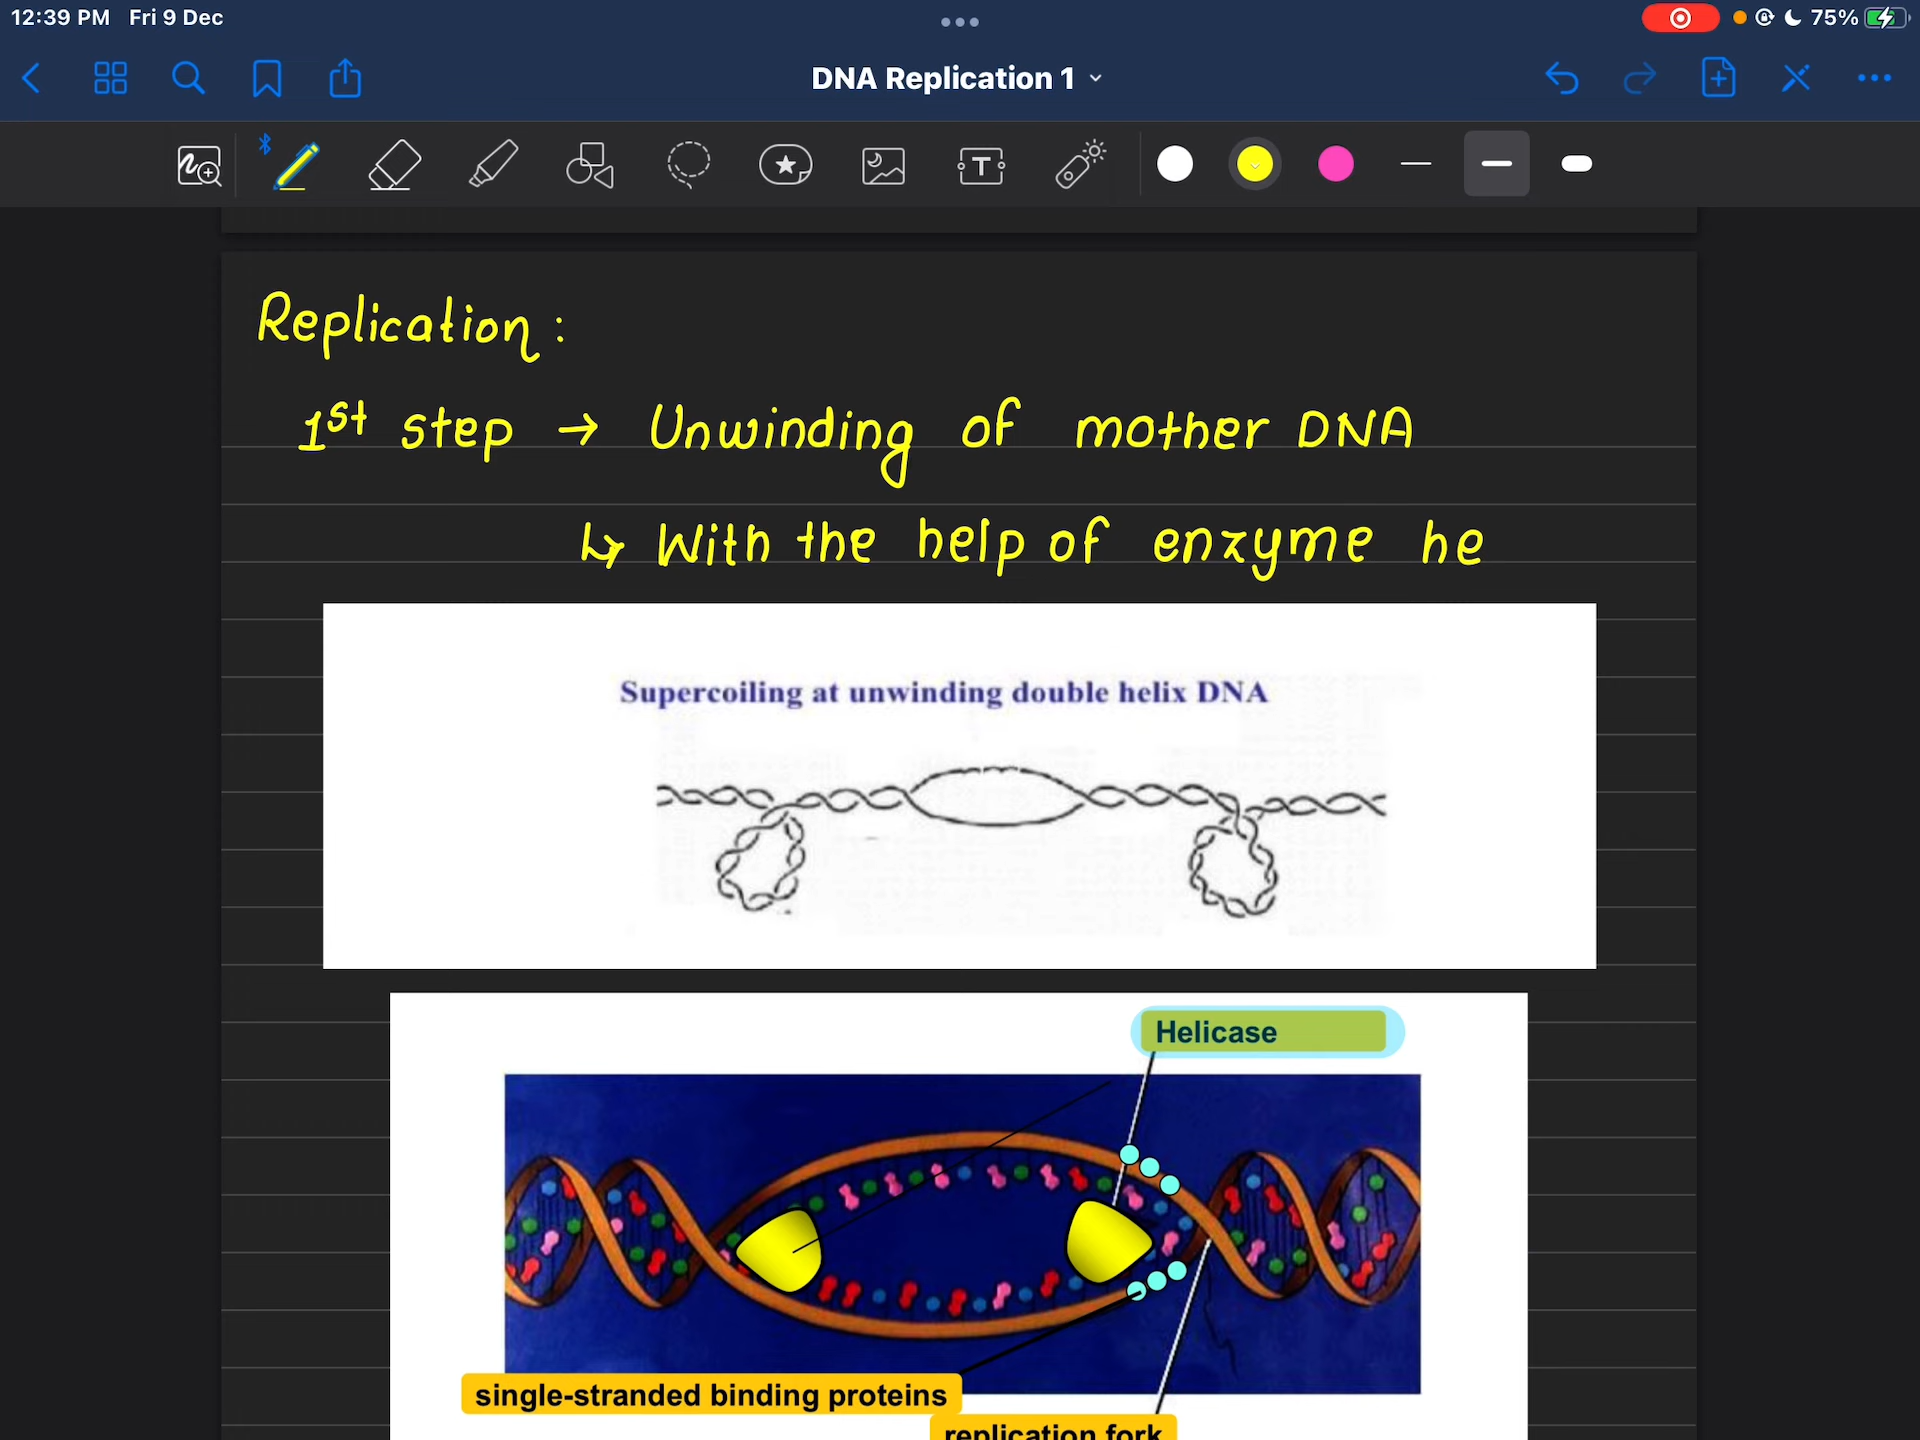 12:39 PM Fri 9 Dec
75%
DNA Replication 1
T
Replication :
1st step → Unwinding of mother DNA
↳ With the help of enzyme he
Supercoiling at unwinding double helix DNA
Helicase
single-stranded binding proteins
replication fork